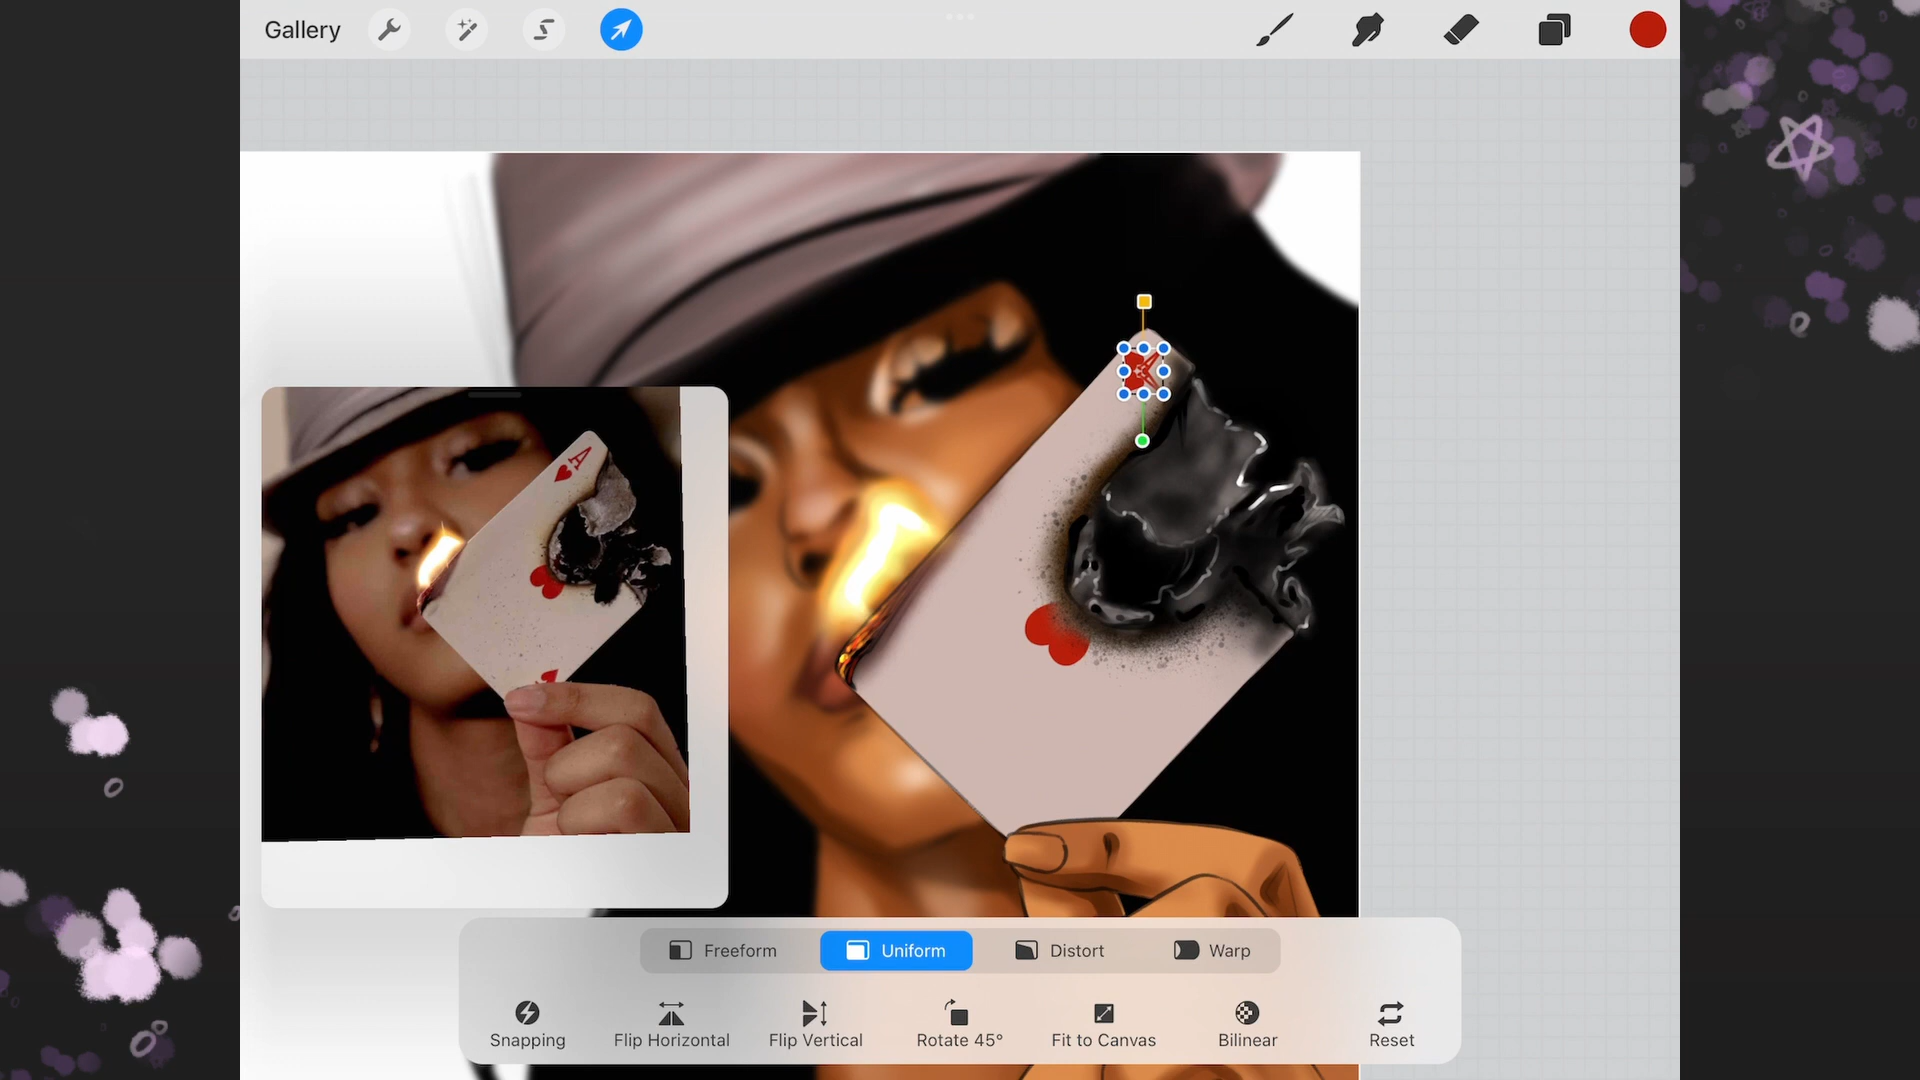 Gallery
A
Freeform
Uniform
Distort
Warp
Snapping
Flip Horizontal
Flip Vertical
Rotate 45°
Fit to Canvas
Bilinear
Reset